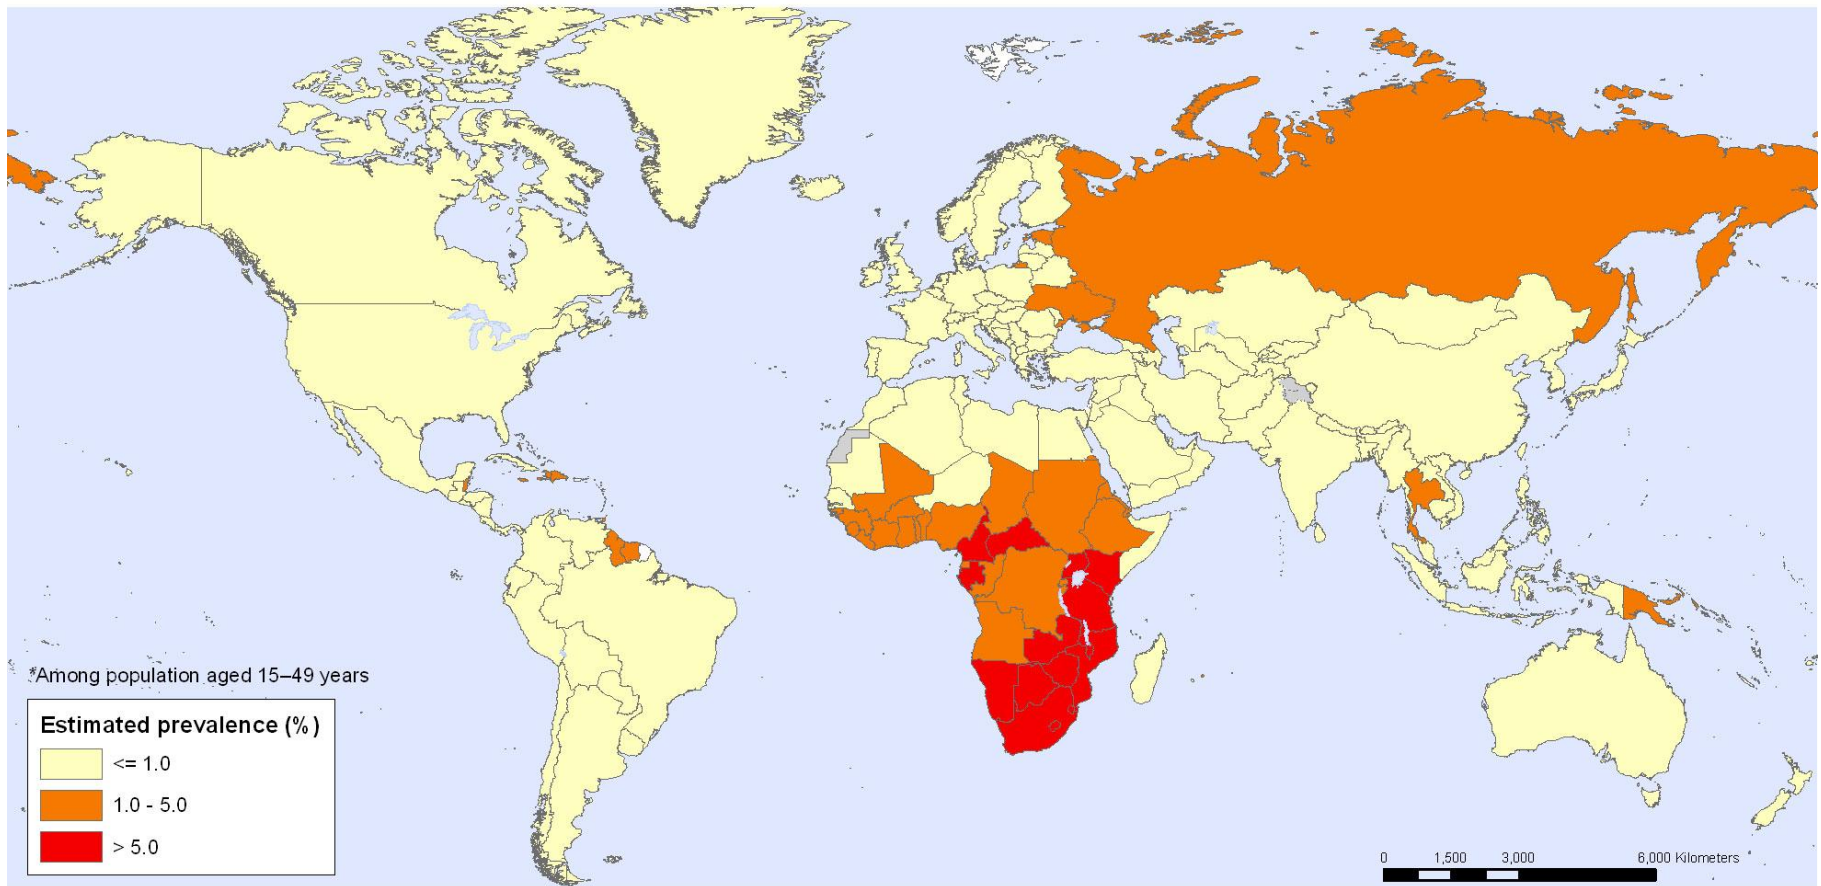 *Among population aged 15–49 years
Estimated prevalence (%)
<= 1.0
1.0 - 5.0
> 5.0
0 1,500 3,000 6,000 Kilometers